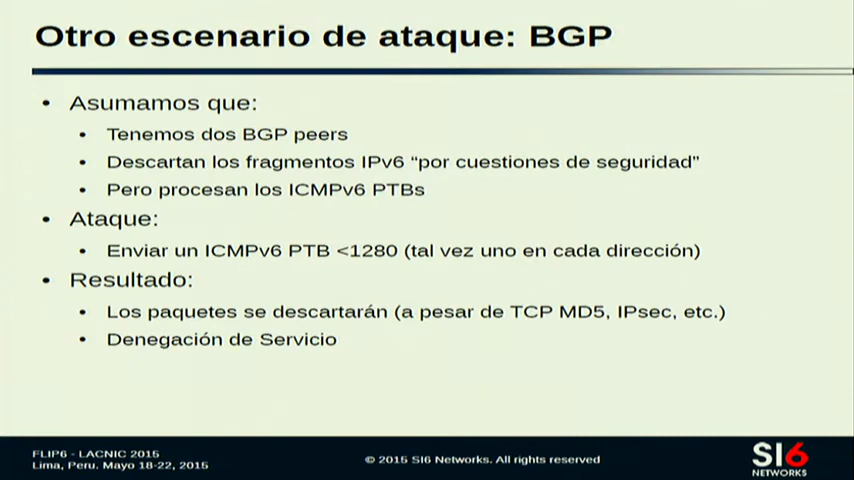 Otro escenario de ataque: BGP
• Asumamos que:
• Tenemos dos BGP peers
• Descartan los fragmentos IPv6 “por cuestiones de seguridad”
• Pero procesan los ICMPv6 PTBs
• Ataque:
• Enviar un ICMPv6 PTB <1280 (tal vez uno en cada dirección)
• Resultado:
• Los paquetes se descartarán (a pesar de TCP MD5, IPsec, etc.)
• Denegación de Servicio
FLIP6 - LACNIC 2015
Lima, Peru. Mayo 18-22, 2015
© 2015 SI6 Networks. All rights reserved
SI6
NETWORKS